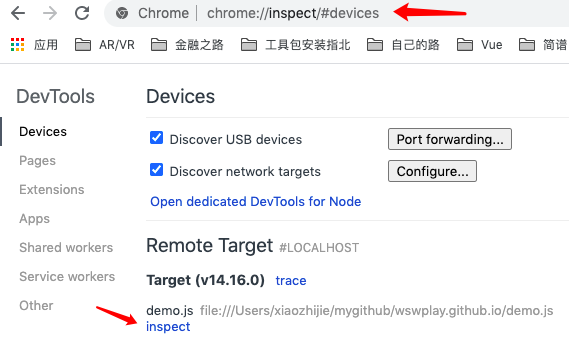 Chrome | chrome://inspect/#devices
应用 AR/VR 金融之路 工具包安装指北 自己的路 Vue 简谱
DevTools
Devices
Pages
Extensions
Apps
Shared workers
Service workers
Other
Devices
Discover USB devices Port forwarding...
Discover network targets Configure...
Open dedicated DevTools for Node
Remote Target #LOCALHOST
Target (v14.16.0) trace
demo.js file:///Users/xiaozhijie/mygithub/wswplay.github.io/demo.js
inspect